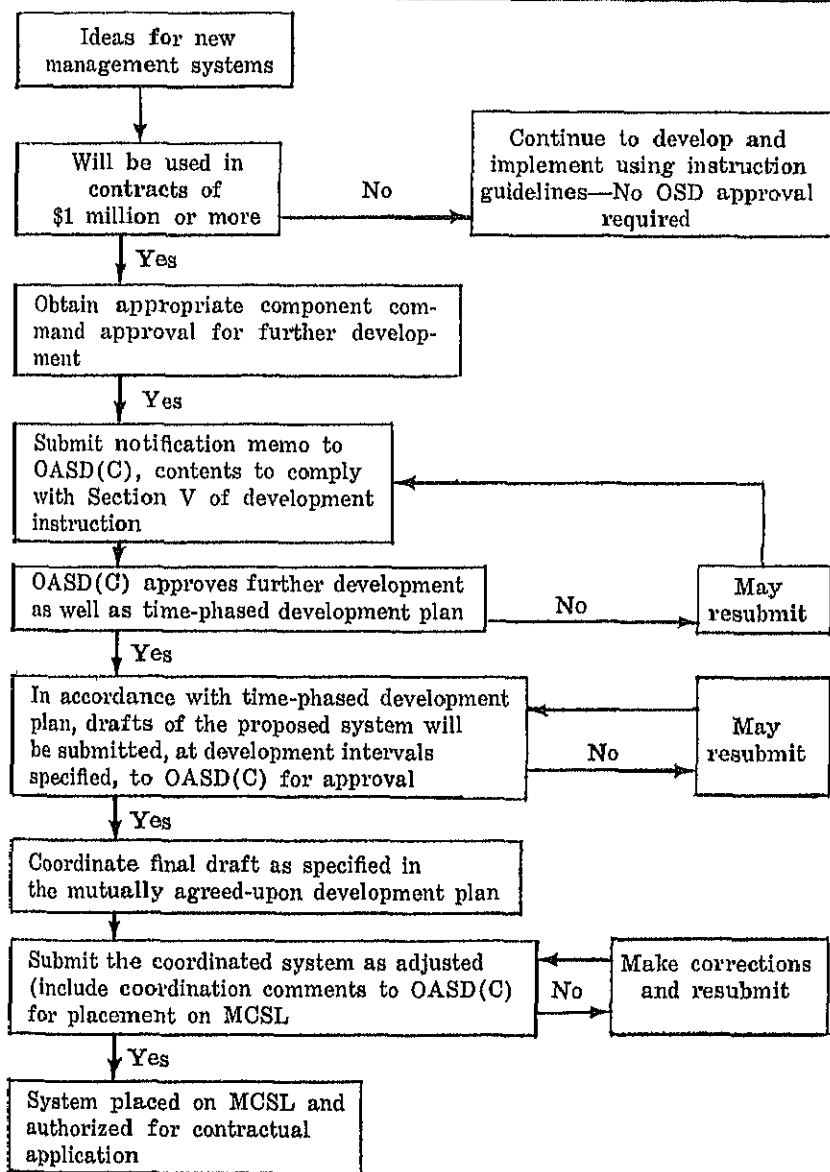 Ideas for new
management systems
Will be used in
contracts of
$1 million or more
No
Continue to develop and
implement using instruction
guidelines—No OSD approval
required
Yes
Obtain appropriate component com-
mand approval for further develop-
ment
Yes
Submit notification memo to
OASD(C), contents to comply
with Section V of development
instruction
OASD(C) approves further development
as well as time-phased development plan
No
May
resubmit
Yes
In accordance with time-phased development
plan, drafts of the proposed system will
be submitted, at development intervals
specified, to OASD(C) for approval
No
May
resubmit
Yes
Coordinate final draft as specified in
the mutually agreed-upon development plan
Submit the coordinated system as adjusted
(include coordination comments to OASD(C)
for placement on MCSL
No
Make corrections
and resubmit
Yes
System placed on MCSL and
authorized for contractual
application